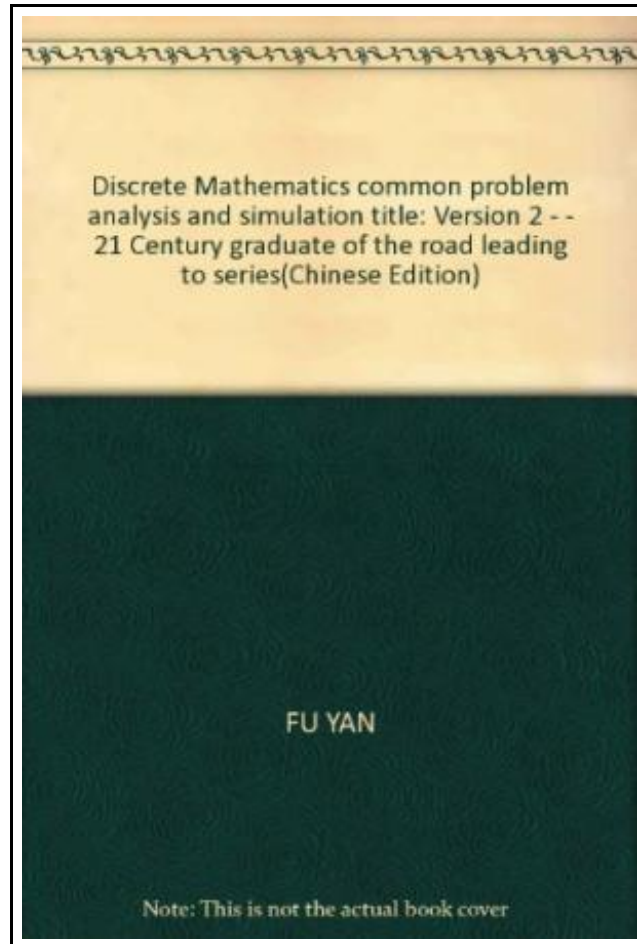 Discrete Mathematics common problem
analysis and simulation title: Version 2 - -
21 Century graduate of the road leading
to series(Chinese Edition)
FU YAN
Note: This is not the actual book cover